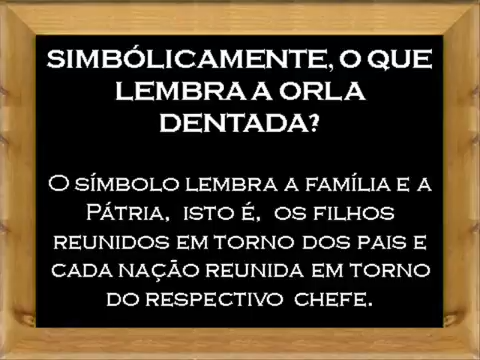 SIMBÓLICAMENTE, O QUE
LEMBRA A ORLA
DENTADA?
O SÍMBOLO LEMBRA A FAMÍLIA E A
PÁTRIA, ISTO É, OS FILHOS
REUNIDOS EM TORNO DOS PAIS E
CADA NAÇÃO REUNIDA EM TORNO
DO RESPECTIVO CHEFE.